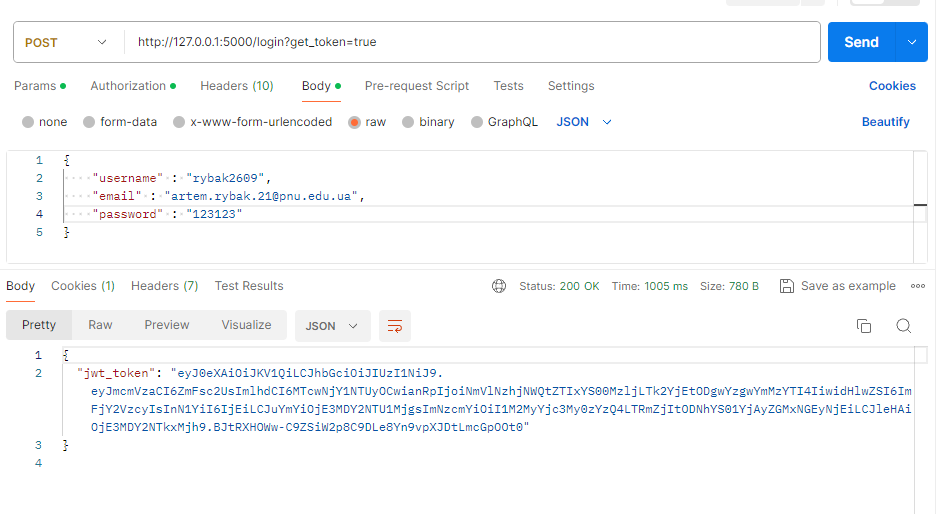 POST http://127.0.0.1:5000/login?get_token=true Send
Params Authorization Headers (10) Body Pre-request Script Tests Settings Cookies
none form-data x-www-form-urlencoded raw binary GraphQL JSON Beautify
1 {
2 "username" : "rybak2609",
3 "email" : "artem.rybak.21@pnu.edu.ua",
4 "password" : "123123"
5 }
Body Cookies (1) Headers (7) Test Results Status: 200 OK Time: 1005 ms Size: 780 B Save as example
Pretty Raw Preview Visualize JSON
1 {
2 "jwt_token": "eyJ0eXAiOiJKV1QiLCJhbGciOiJIUzI1NiJ9.
eyJmcmVzaCI6ZmFsc2UsImlhdCI6MTcwNjY1NTUyOCwianRpIjoiNmVlNzhjNWQtZTIxYS00MzljLTk2YjEtODgwYzgwYmMzYTI4IiwidHlwZSI6Im
FjY2VzcyIsInN1YiI6IjEiLCJuYmYiOjE3MDY2NTU1MjgsImNzcmYiOiI1M2MyYjc3My0zYzQ4LTRmZjItODNhYS01YjAyZGMxNGEyNjEiLCJleHAi
OjE3MDY2NTkxMjh9.BJtRXHOWw-C9ZSiW2p8C9DLe8Yn9vpXJDtLmcGpOOt0"
3 }
4